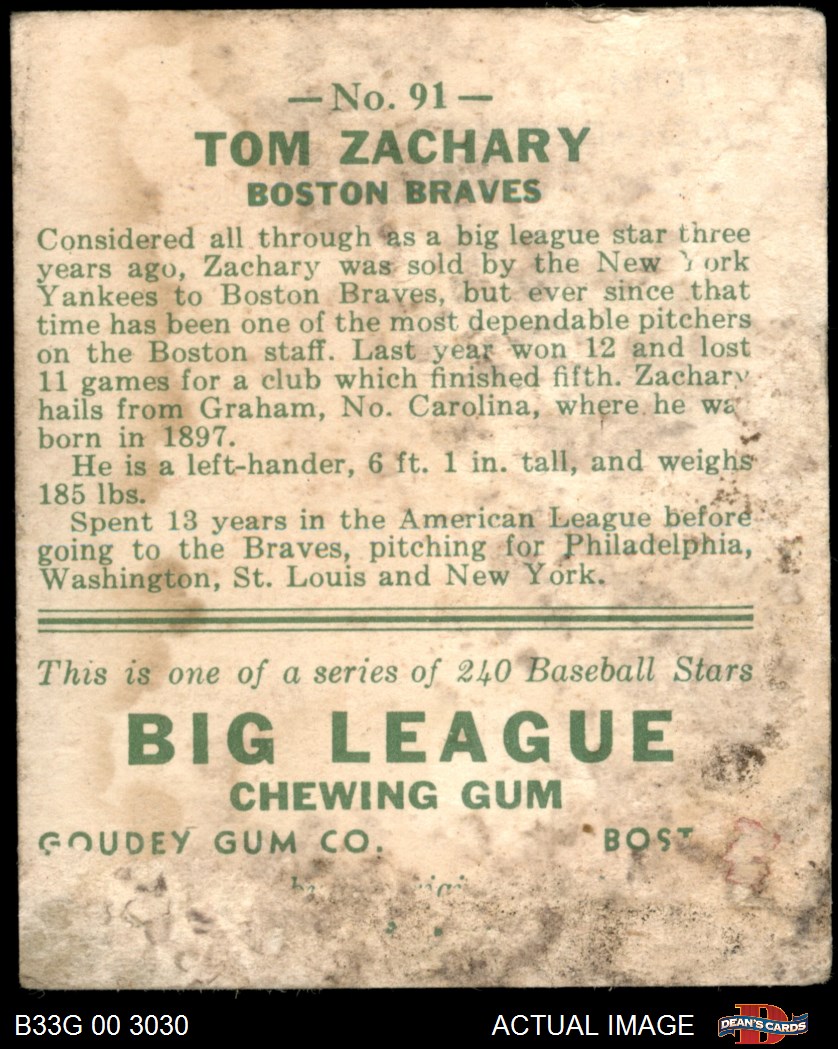 — No. 91 —
TOM ZACHARY
BOSTON BRAVES
Considered all through as a big league star three
years ago, Zachary was sold by the New York
Yankees to Boston Braves, but ever since that
time has been one of the most dependable pitchers
on the Boston staff. Last year won 12 and lost
11 games for a club which finished fifth. Zachary
hails from Graham, No. Carolina, where he wa
born in 1897.
He is a left-hander, 6 ft. 1 in. tall, and weighs
185 lbs.
Spent 13 years in the American League before
going to the Braves, pitching for Philadelphia,
Washington, St. Louis and New York.
This is one of a series of 240 Baseball Stars
BIG LEAGUE
CHEWING GUM
GOUDEY GUM CO. BOST
B33G 00 3030 ACTUAL IMAGE DEAN'S CARDS